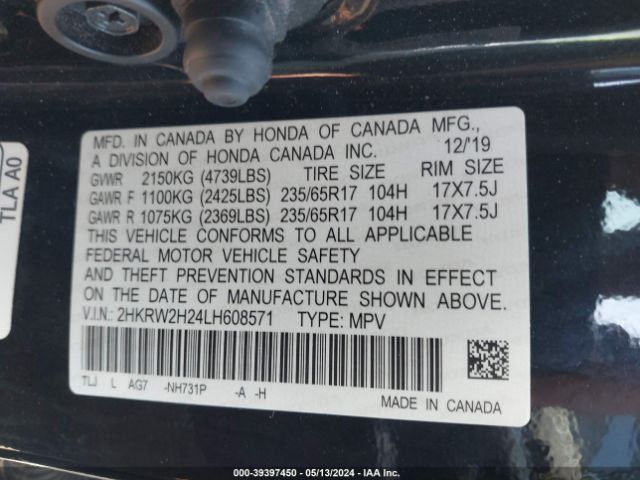 MFD. IN CANADA BY HONDA OF CANADA MFG.,
A DIVISION OF HONDA CANADA INC. 12/'19
GVWR 2150KG (4739LBS) TIRE SIZE RIM SIZE
GAWR F 1100KG (2425LBS) 235/65R17 104H 17X7.5J
GAWR R 1075KG (2369LBS) 235/65R17 104H 17X7.5J
THIS VEHICLE CONFORMS TO ALL APPLICABLE
FEDERAL MOTOR VEHICLE SAFETY
AND THEFT PREVENTION STANDARDS IN EFFECT
ON THE DATE OF MANUFACTURE SHOWN ABOVE.
V.I.N.: 2HKRW2H24LH608571 TYPE: MPV
TLJ L AG7 -NH731P -A -H
MADE IN CANADA
TLA A0
000-39397450 - 05/13/2024 - IAA Inc.